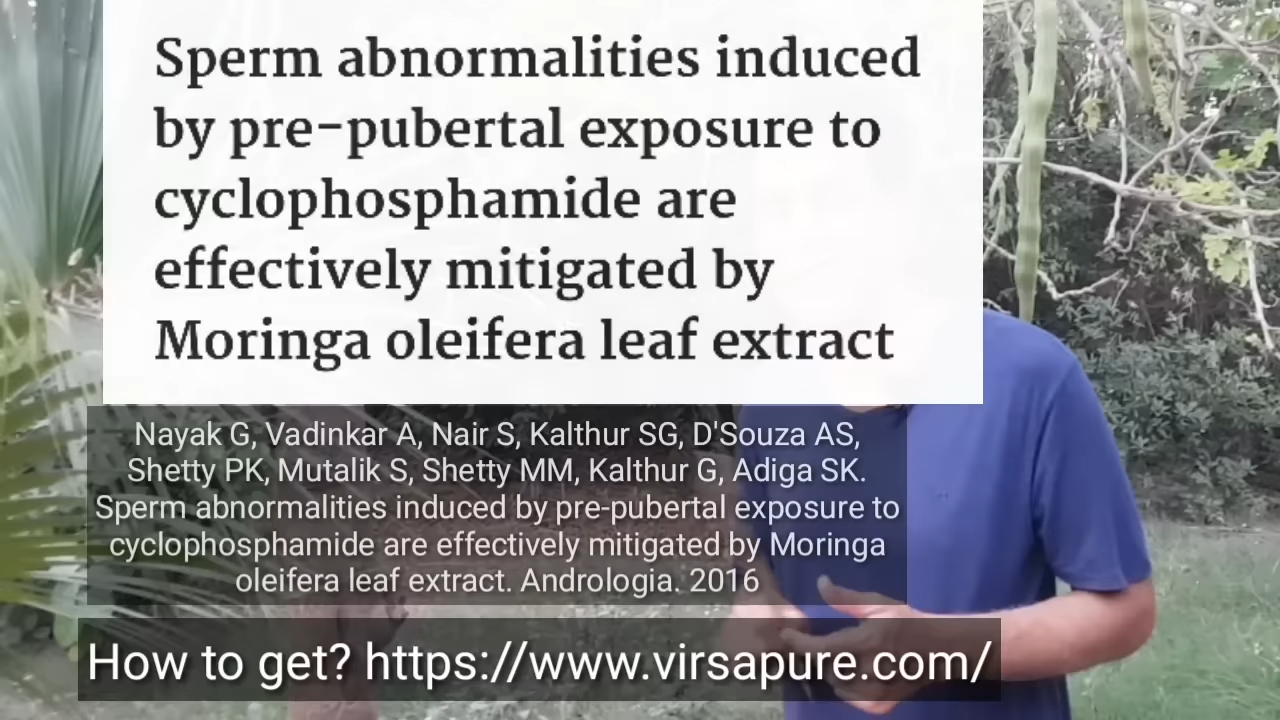 Sperm abnormalities induced
by pre-pubertal exposure to
cyclophosphamide are
effectively mitigated by
Moringa oleifera leaf extract
Nayak G, Vadinkar A, Nair S, Kalthur SG, D'Souza AS,
Shetty PK, Mutalik S, Shetty MM, Kalthur G, Adiga SK.
Sperm abnormalities induced by pre-pubertal exposure to
cyclophosphamide are effectively mitigated by Moringa
oleifera leaf extract. Andrologia. 2016
How to get? https://www.virsapure.com/